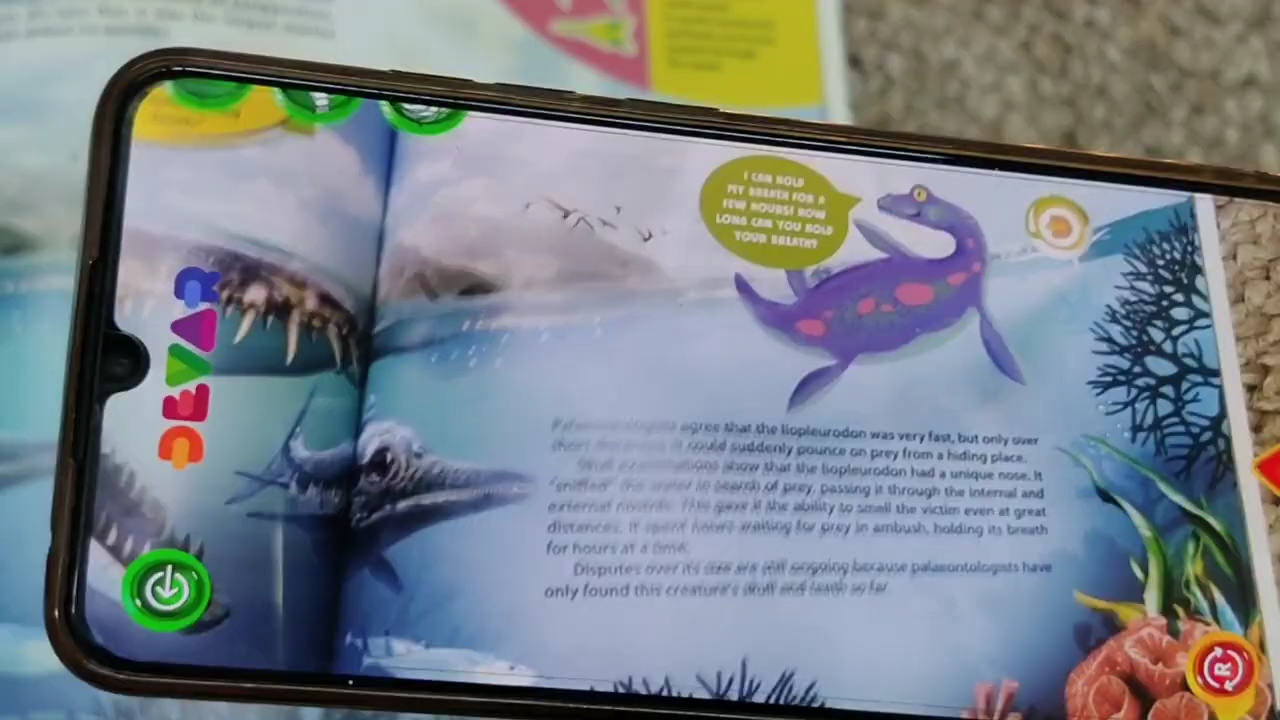 DEVAR
I CAN HOLD
MY BREATH FOR A
FEW HOURS! HOW
LONG CAN YOU HOLD
YOUR BREATH?
agree that the liopleurodon was very fast, but only over
short distances. It could suddenly pounce on prey from a hiding place.
Skull examinations show that the liopleurodon had a unique nose. It
"sniffed" the water in search of prey, passing it through the internal and
external nostrils. This gave it the ability to smell the victim even at great
distances. It spent hours waiting for prey in ambush, holding its breath
for hours at a time.
Disputes over its size are still ongoing because palaeontologists have
only found this creature's skull and teeth so far.
R